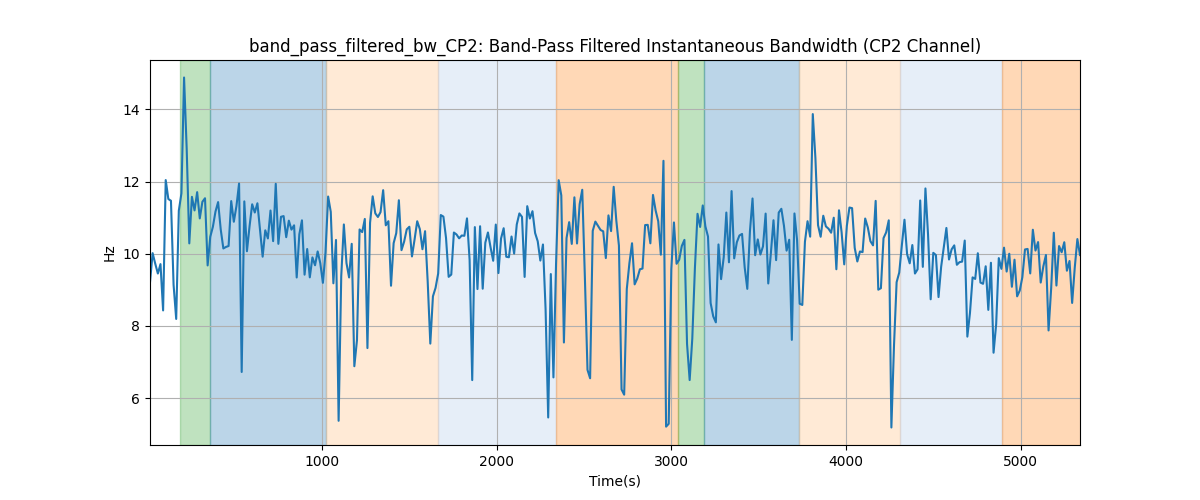 band_pass_filtered_bw_CP2: Band-Pass Filtered Instantaneous Bandwidth (CP2 Channel)
14
12
10
8
6
Hz
1000 2000 3000 4000 5000
Time(s)